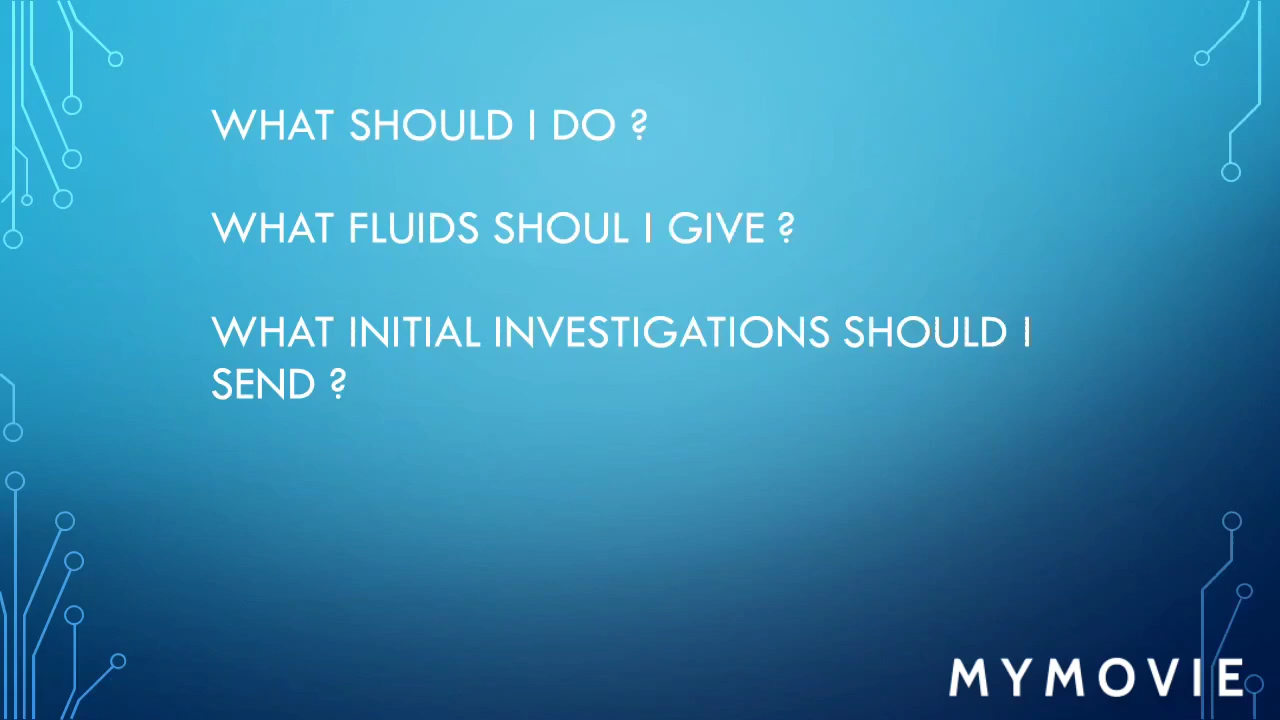 WHAT SHOULD I DO ?
WHAT FLUIDS SHOUL I GIVE ?
WHAT INITIAL INVESTIGATIONS SHOULD I
SEND ?
MYMOVIE